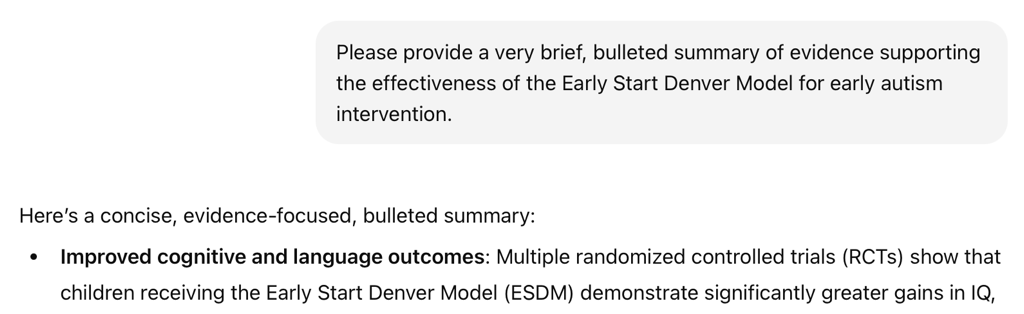 Please provide a very brief, bulleted summary of evidence supporting
the effectiveness of the Early Start Denver Model for early autism
intervention.
Here’s a concise, evidence-focused, bulleted summary:
• Improved cognitive and language outcomes: Multiple randomized controlled trials (RCTs) show that
children receiving the Early Start Denver Model (ESDM) demonstrate significantly greater gains in IQ,